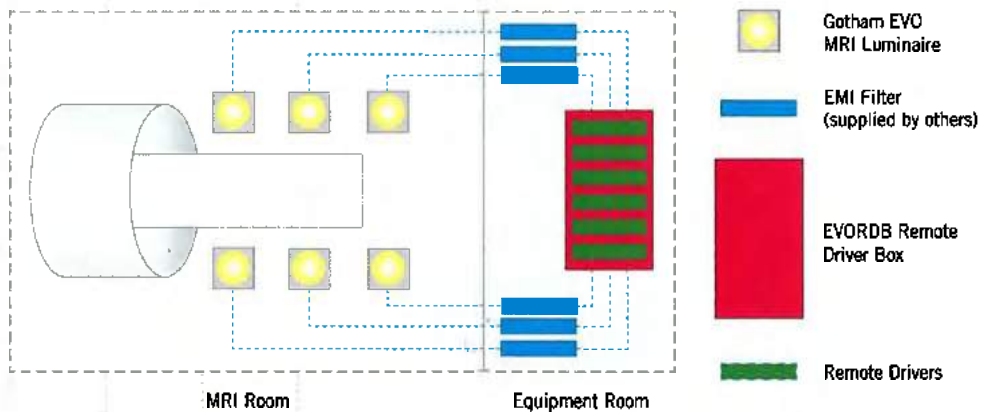 Gotham EVO
MRI Luminaire
EMI Filter
(supplied by others)
EVORDB Remote
Driver Box
Remote Drivers
MRI Room
Equipment Room